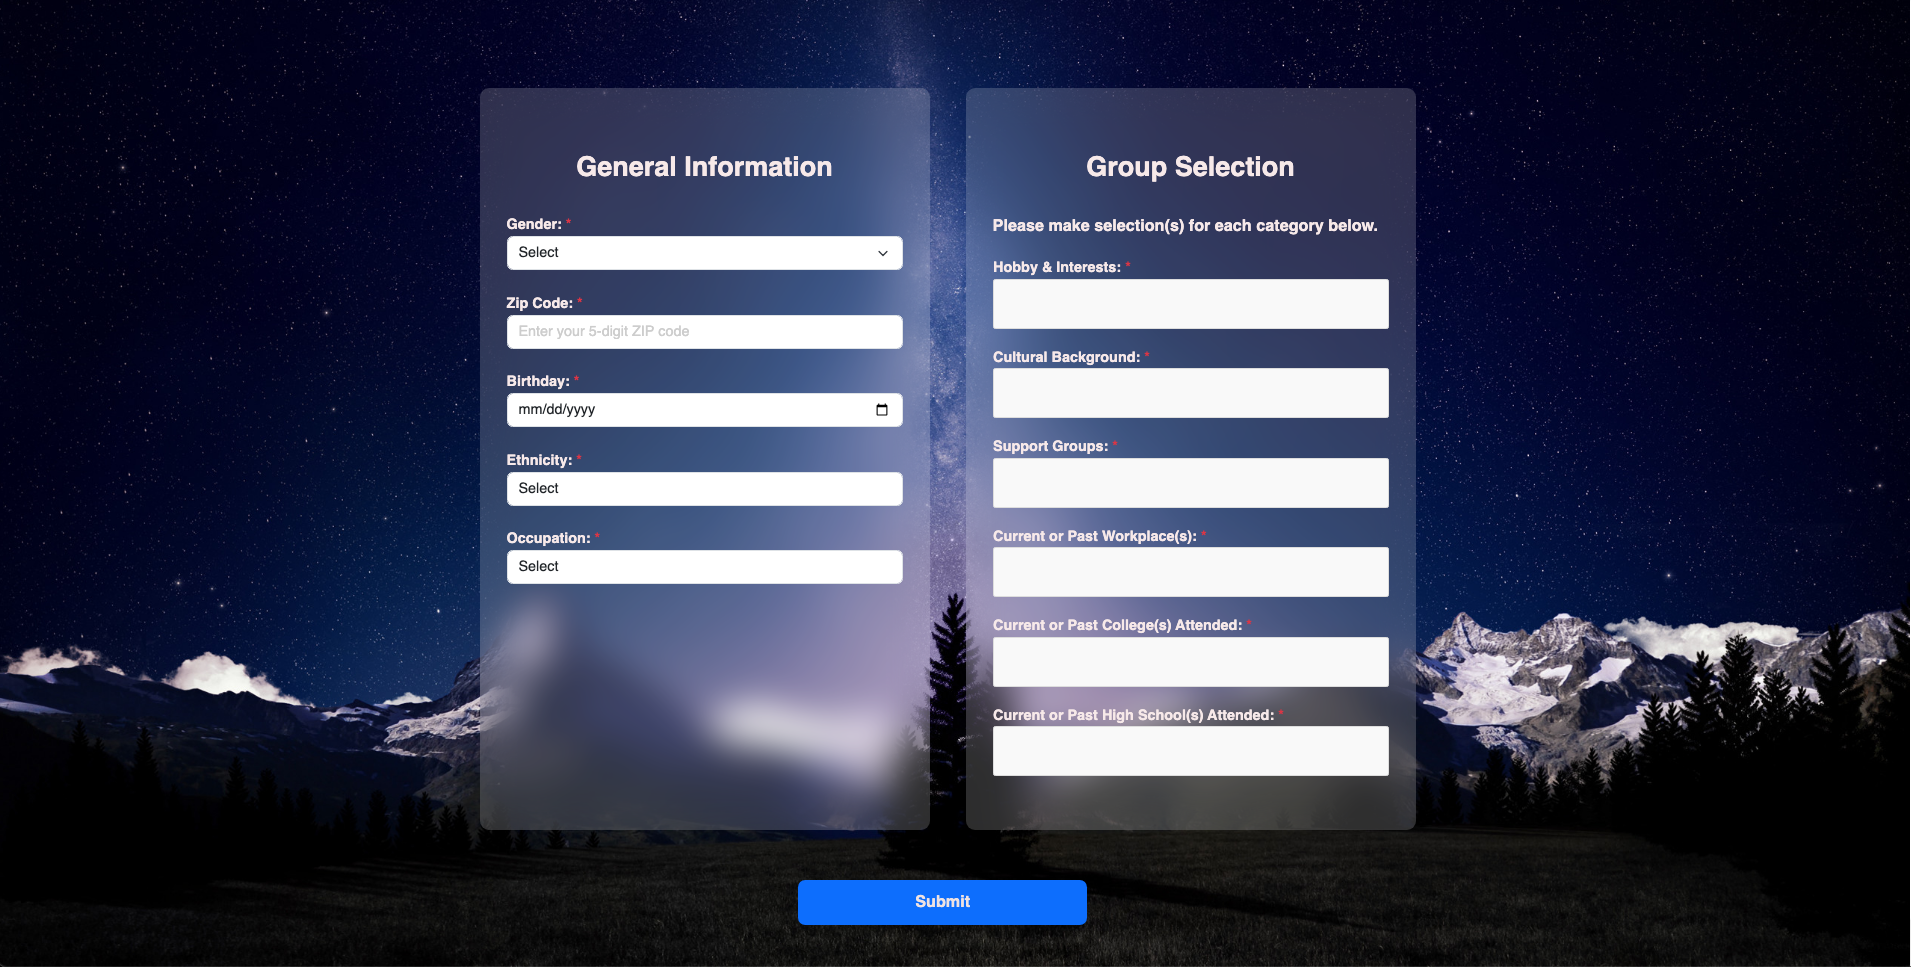 General Information
Gender: *
Select
Zip Code: *
Enter your 5-digit ZIP code
Birthday: *
mm/dd/yyyy
Ethnicity: *
Select
Occupation: *
Select
Group Selection
Please make selection(s) for each category below.
Hobby & Interests: *
Cultural Background: *
Support Groups: *
Current or Past Workplace(s): *
Current or Past College(s) Attended: *
Current or Past High School(s) Attended: *
Submit